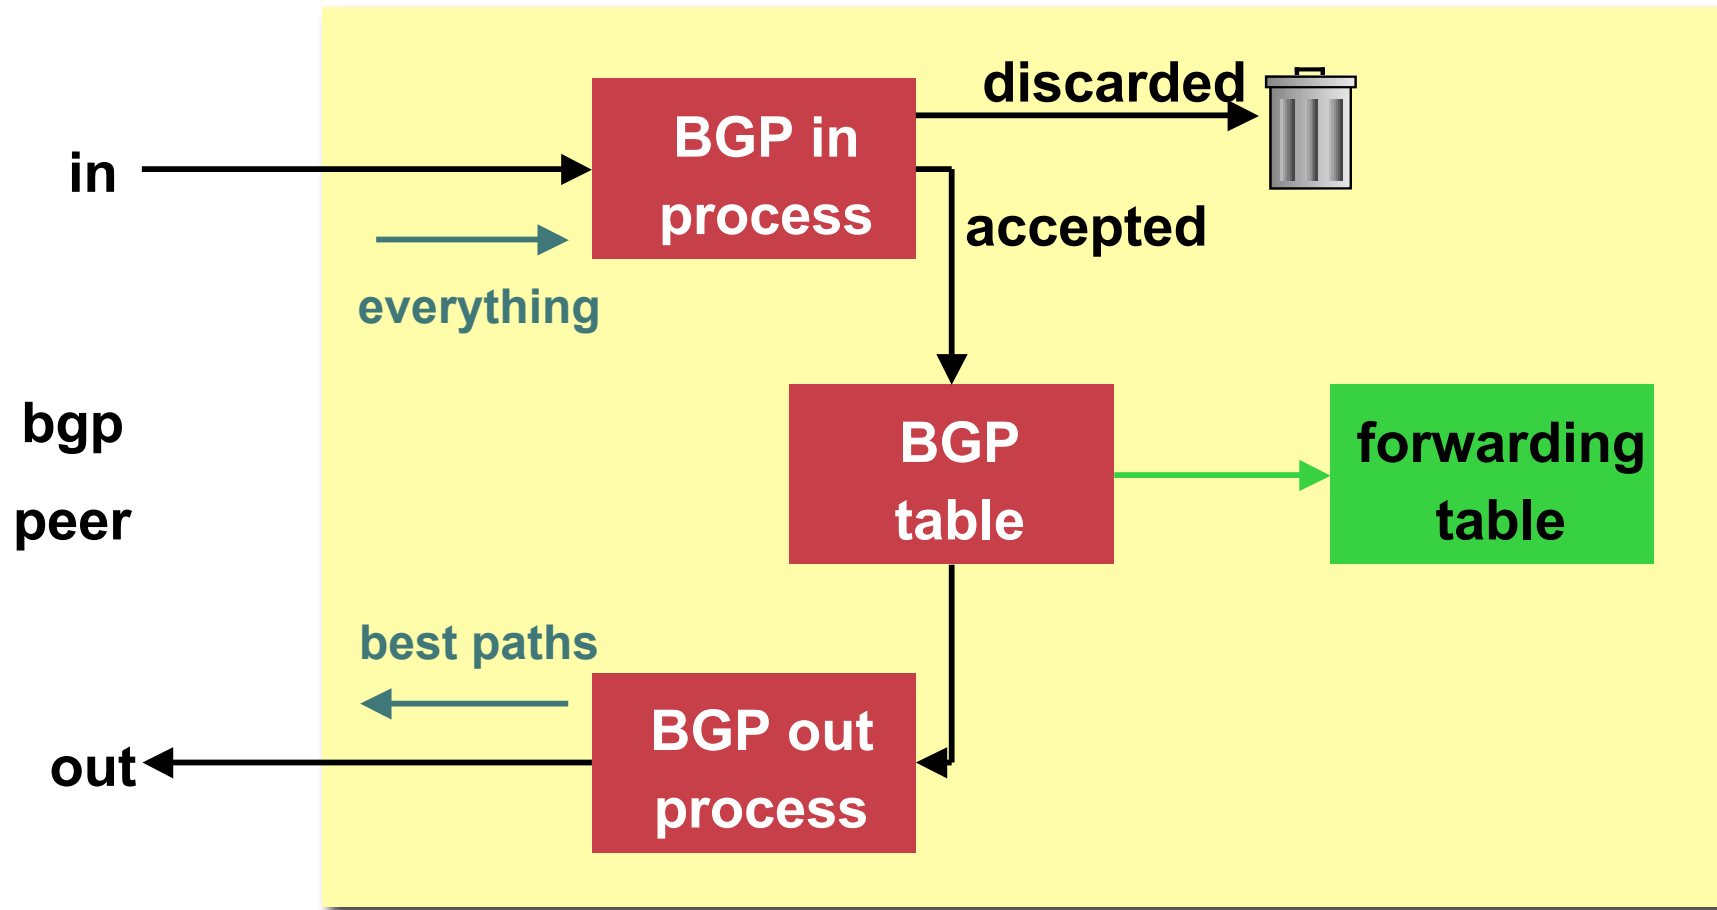 discarded
BGP in
process
in
accepted
everything
bgp
peer
BGP
table
forwarding
table
best paths
BGP out
process
out